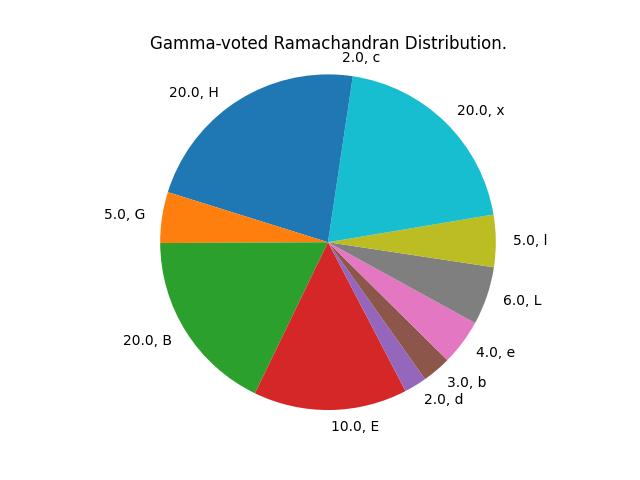 Gamma-voted Ramachandran Distribution.
2.0, c
20.0, H
20.0, x
5.0, G
5.0, l
6.0, L
20.0, B
4.0, e
3.0, b
2.0, d
10.0, E